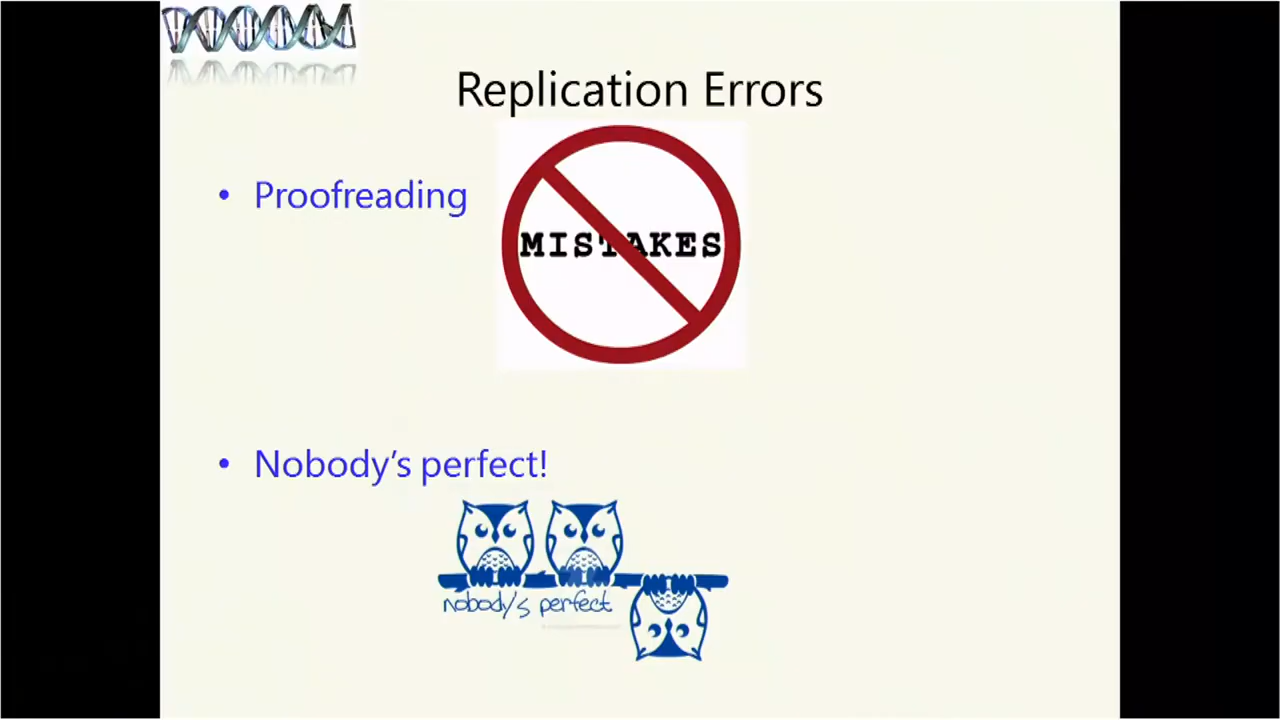 Replication Errors
• Proofreading
MISTAKES
• Nobody's perfect!
nobody's perfect